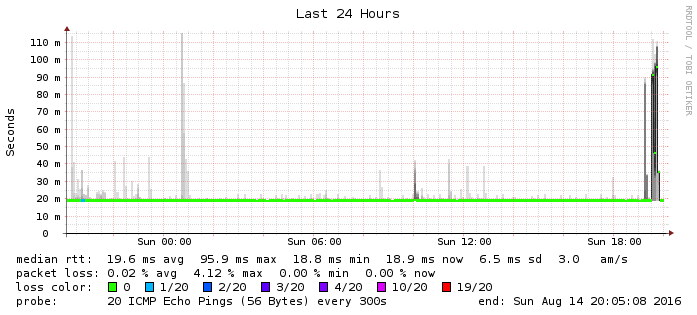 Last 24 Hours
RRDTOOL / TOBI OETIKER
Seconds
110 m
100 m
90 m
80 m
70 m
60 m
50 m
40 m
30 m
20 m
10 m
0
Sun 00:00 Sun 06:00 Sun 12:00 Sun 18:00
median rtt: 19.6 ms avg 95.9 ms max 18.8 ms min 18.9 ms now 6.5 ms sd 3.0 am/s
packet loss: 0.02 % avg 4.12 % max 0.00 % min 0.00 % now
loss color: 0 1/20 2/20 3/20 4/20 10/20 19/20
probe: 20 ICMP Echo Pings (56 Bytes) every 300s end: Sun Aug 14 20:05:08 2016